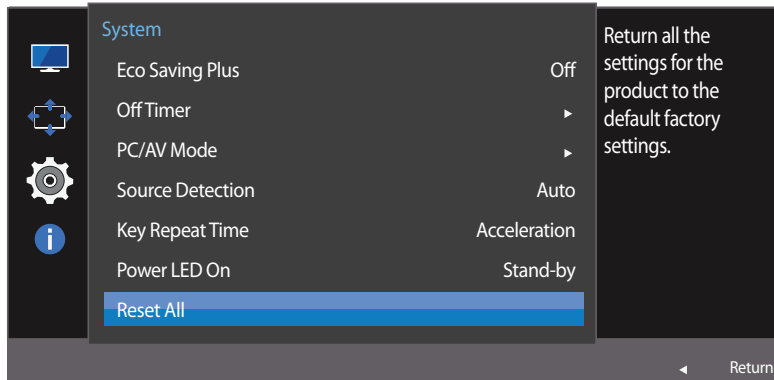 System
Eco Saving Plus Off
Off Timer ▸
PC/AV Mode ▸
Source Detection Auto
Key Repeat Time Acceleration
Power LED On Stand-by
Reset All
Return all the
settings for the
product to the
default factory
settings.
◂ Return